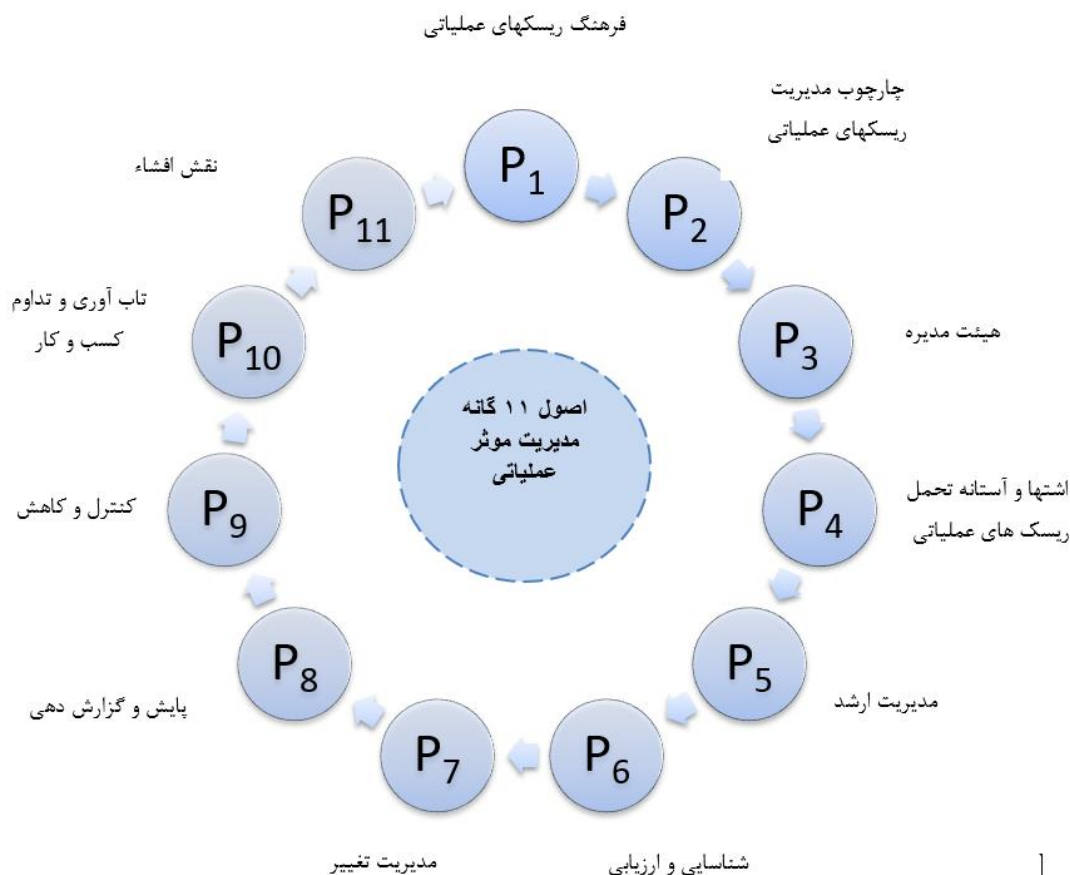 فرهنگ ریسکهای عملیاتی
چارچوب مدیریت
ریسکهای عملیاتی
هیئت مدیره
اشتها و آستانه تحمل
ریسک های عملیاتی
مدیریت ارشد
شناسایی و ارزیابی
مدیریت تغییر
پایش و گزارش دهی
کنترل و کاهش
تاب آوری و تداوم
کسب و کار
نقش افشاء
P1
P2
P3
P4
P5
P6
P7
P8
P9
P10
P11
اصول ۱۱ گانه
مدیریت موثر
عملیاتی
[